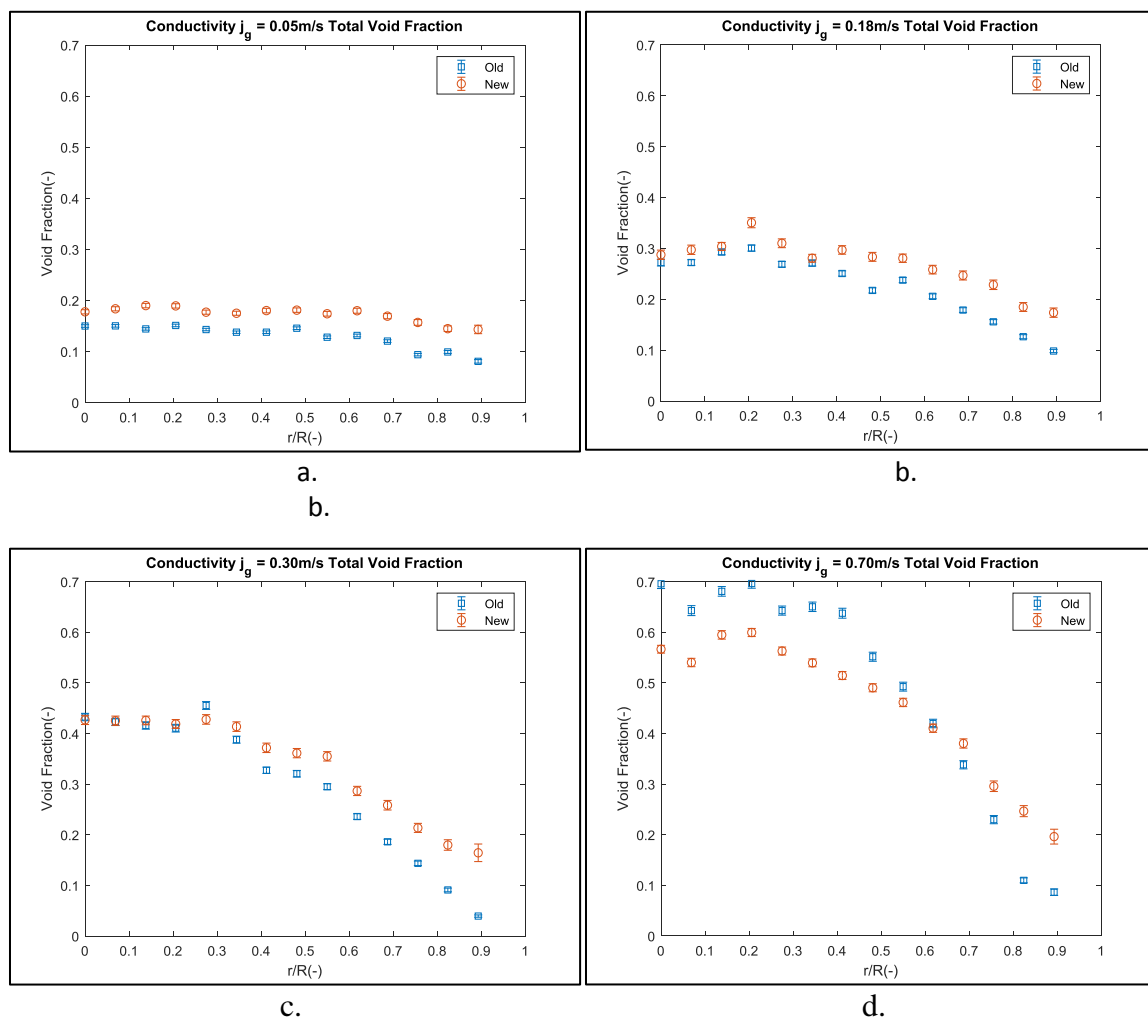 Conductivity j_g = 0.05m/s Total Void Fraction
0.7
0.6
0.5
0.4
0.3
0.2
0.1
0
Void Fraction(-)
Old
New
0 0.1 0.2 0.3 0.4 0.5 0.6 0.7 0.8 0.9 1
r/R(-)
a.
b.
Conductivity j_g = 0.18m/s Total Void Fraction
0.7
0.6
0.5
0.4
0.3
0.2
0.1
0
Void Fraction(-)
Old
New
0 0.1 0.2 0.3 0.4 0.5 0.6 0.7 0.8 0.9 1
r/R(-)
b.
Conductivity j_g = 0.30m/s Total Void Fraction
0.7
0.6
0.5
0.4
0.3
0.2
0.1
0
Void Fraction(-)
Old
New
0 0.1 0.2 0.3 0.4 0.5 0.6 0.7 0.8 0.9 1
r/R(-)
c.
Conductivity j_g = 0.70m/s Total Void Fraction
0.7
0.6
0.5
0.4
0.3
0.2
0.1
0
Void Fraction(-)
Old
New
0 0.1 0.2 0.3 0.4 0.5 0.6 0.7 0.8 0.9 1
r/R(-)
d.